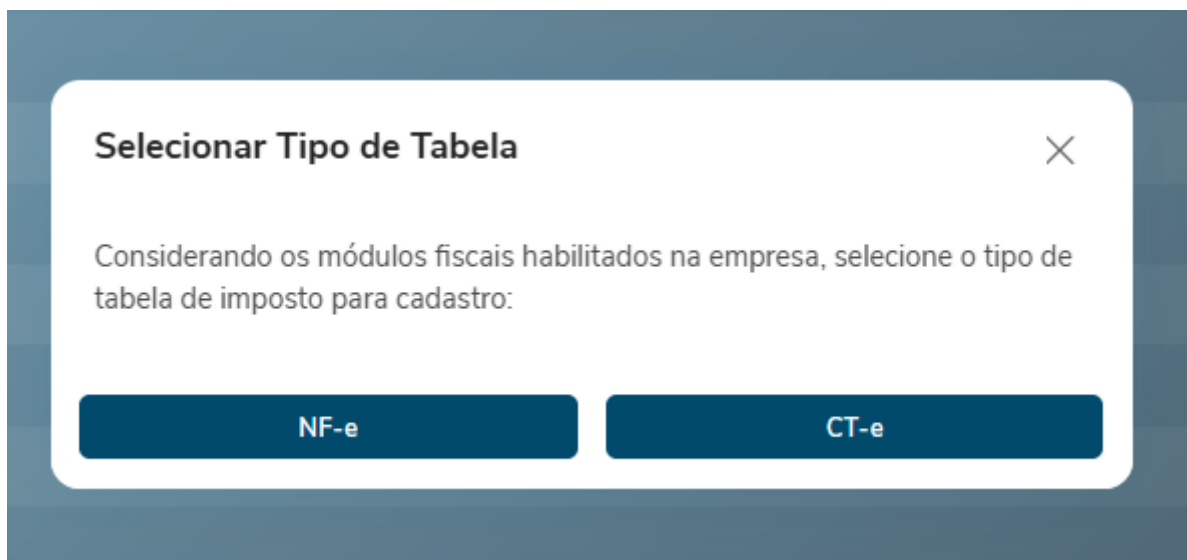 Selecionar Tipo de Tabela
Considerando os módulos fiscais habilitados na empresa, selecione o tipo de
tabela de imposto para cadastro:
NF-e
CT-e